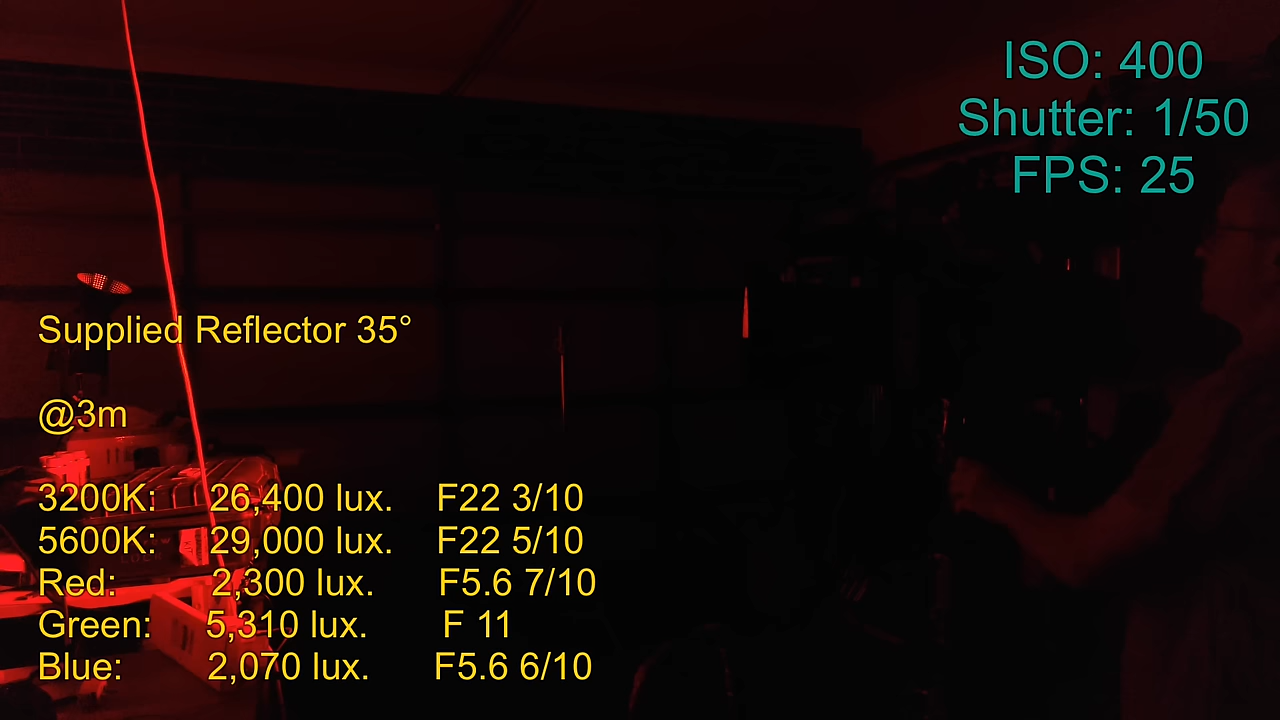 ISO: 400
Shutter: 1/50
FPS: 25
Supplied Reflector 35°
@3m
3200K: 26,400 lux. F22 3/10
5600K: 29,000 lux. F22 5/10
Red: 2,300 lux. F5.6 7/10
Green: 5,310 lux. F 11
Blue: 2,070 lux. F5.6 6/10